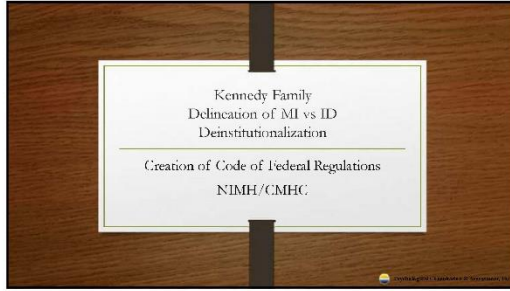 Kennedy Family
Delineation of MI vs ID
Deinstitutionalization
Creation of Code of Federal Regulations
NIMH/CMHC